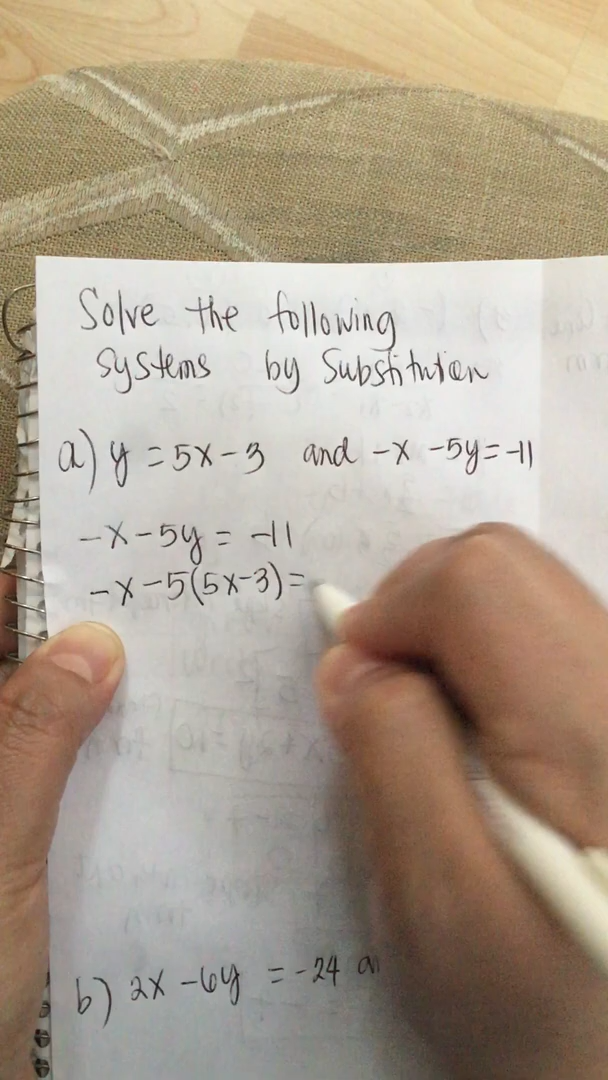 Solve the following
systems by Substitution
a) y = 5x - 3 and -x - 5y = -11
-x - 5y = -11
-x - 5(5x-3) =
b) 2x - 6y = -24